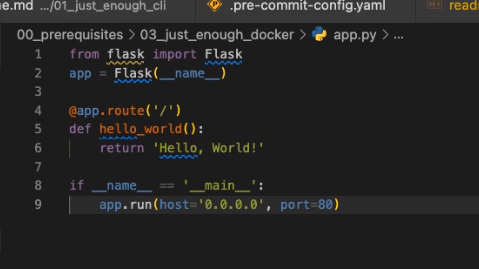 ne.md .../01_just_enough_cli .pre-commit-config.yaml readm
00_prerequisites > 03_just_enough_docker > app.py > ...
1 from flask import Flask
2 app = Flask(__name__)
3
4 @app.route('/')
5 def hello_world():
6 return 'Hello, World!'
7
8 if __name__ == '__main__':
9 app.run(host='0.0.0.0', port=80)